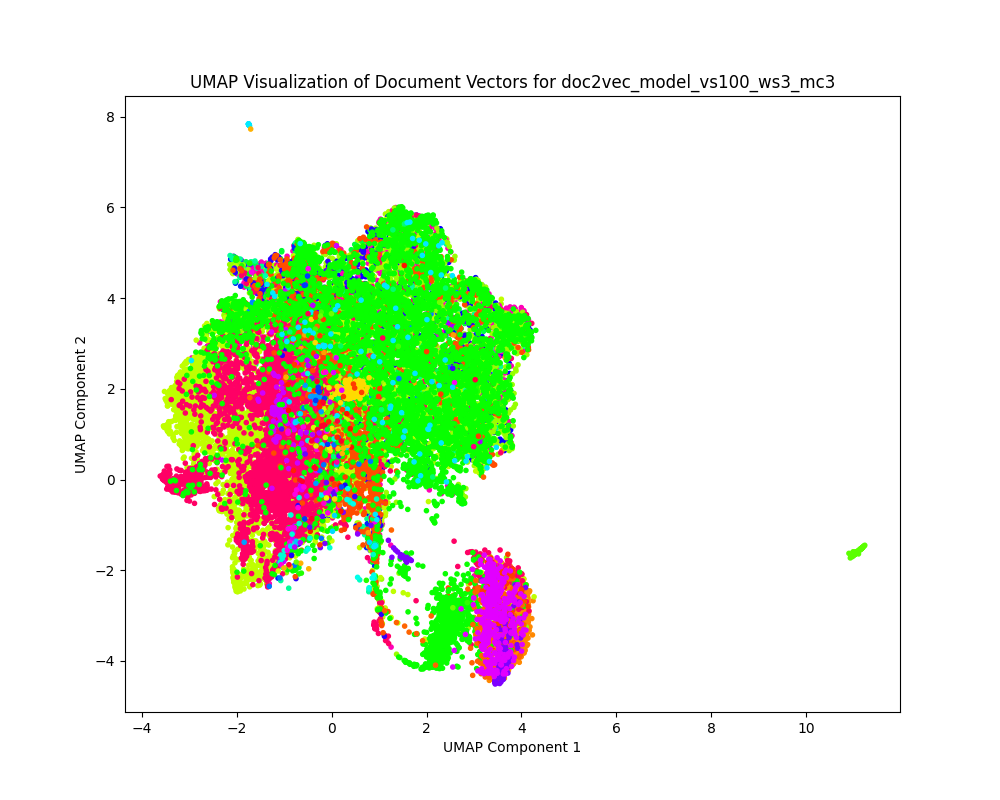 UMAP Visualization of Document Vectors for doc2vec_model_vs100_ws3_mc3
8
6
4
2
0
−2
−4
UMAP Component 2
−4 −2 0 2 4 6 8 10
UMAP Component 1